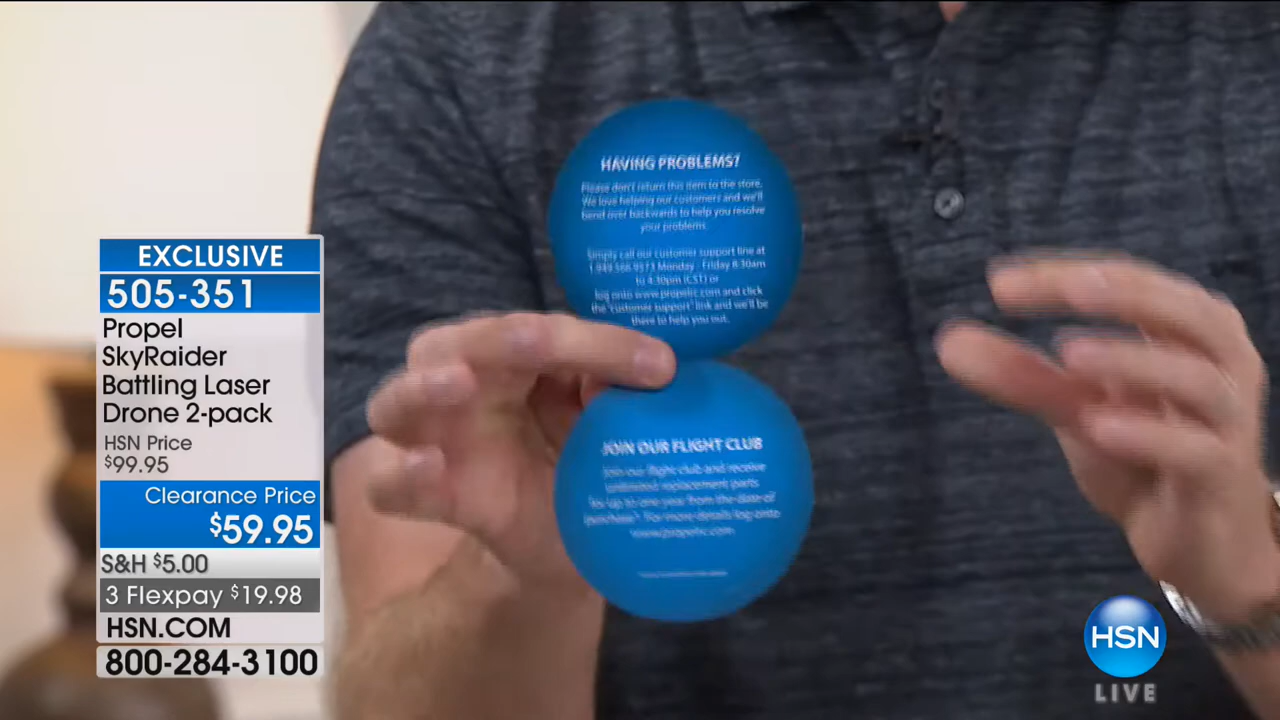 EXCLUSIVE
505-351
Propel
SkyRaider
Battling Laser
Drone 2-pack
HSN Price
$99.95
Clearance Price
$59.95
S&H $5.00
3 Flexpay $19.98
HSN.COM
800-284-3100
HAVING PROBLEMS?
Please don't return this item to the store.
We love helping our customers and we'll
bend over backwards to help you resolve
your problems.
Simply call our customer support line at
Monday - Friday 8:30am
to 4:30pm (CST) or
log onto www.propelrc.com and click
the "customer support" link and we'll be
there to help you out.
JOIN OUR FLIGHT CLUB
Join our flight club and receive
unlimited replacement parts
for up to one year from the date of
purchase*. For more details log onto
www.propelrc.com
HSN
LIVE